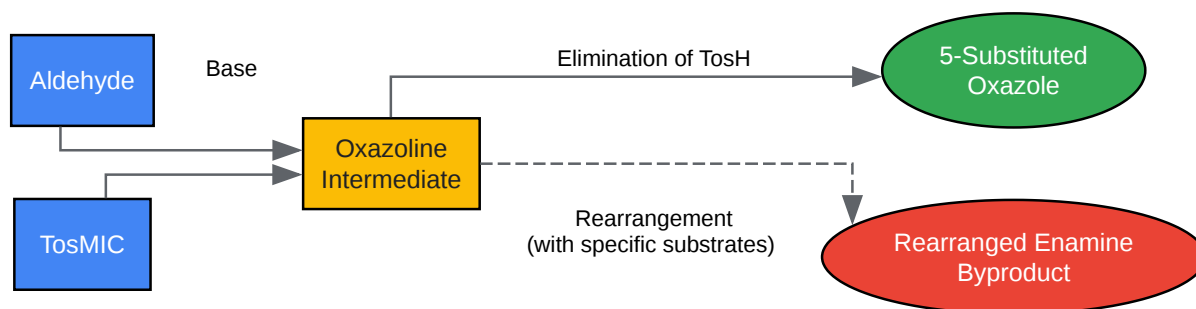 Aldehyde
Base
Elimination of TosH
5-Substituted
Oxazole
Oxazoline
Intermediate
TosMIC
Rearrangement
(with specific substrates)
Rearranged Enamine
Byproduct